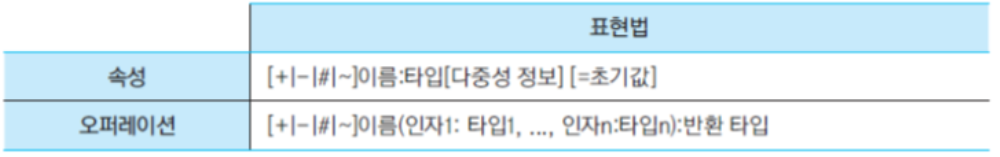 표현법
속성 [+|-|#|~]이름:타입[다중성 정보] [=초기값]
오퍼레이션 [+|-|#|~]이름(인자1: 타입1, ..., 인자n:타입n):반환 타입